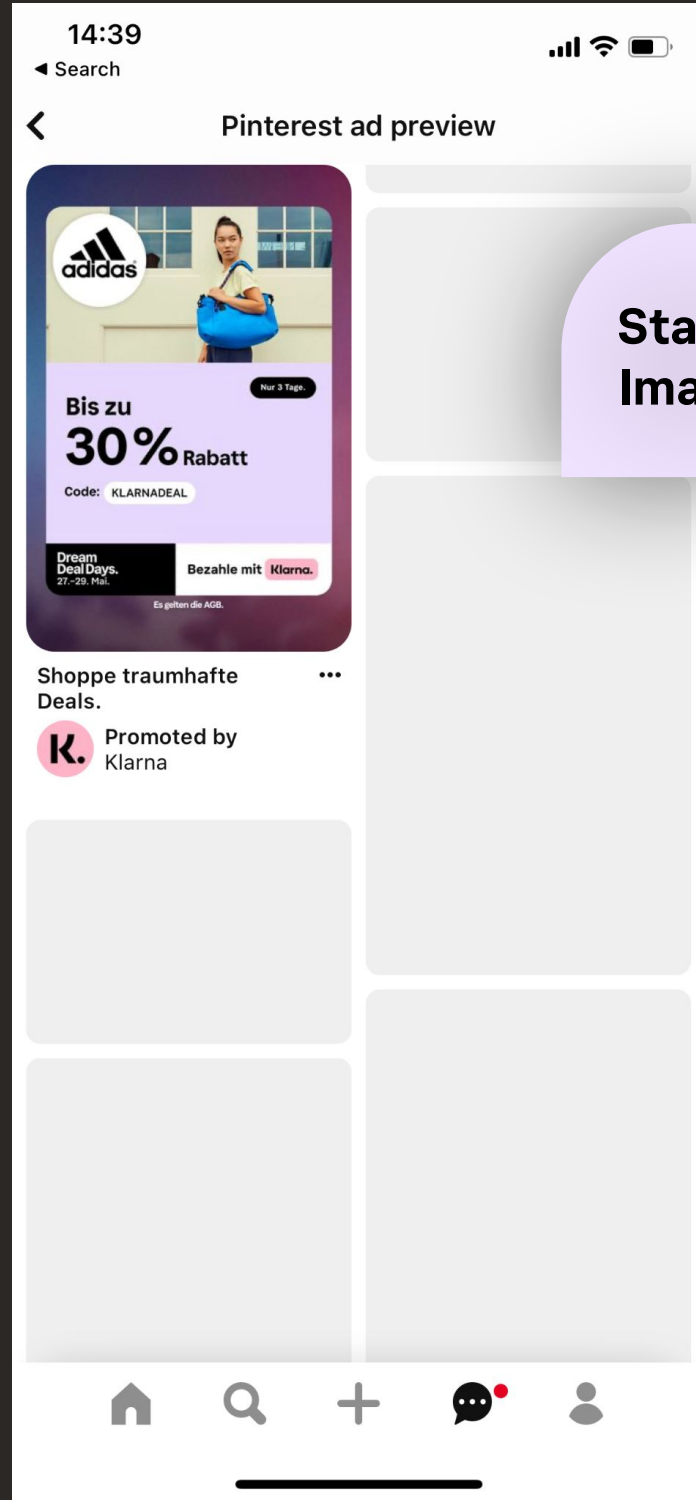 14:39
◀ Search
Pinterest ad preview
adidas
Nur 3 Tage.
Bis zu
30% Rabatt
Code: KLARNADEAL
Dream
Deal Days.
27.–29. Mai.
Bezahle mit Klarna.
Es gelten die AGB.
Shoppe traumhafte
Deals.
K.
Promoted by
Klarna
Sta
Ima